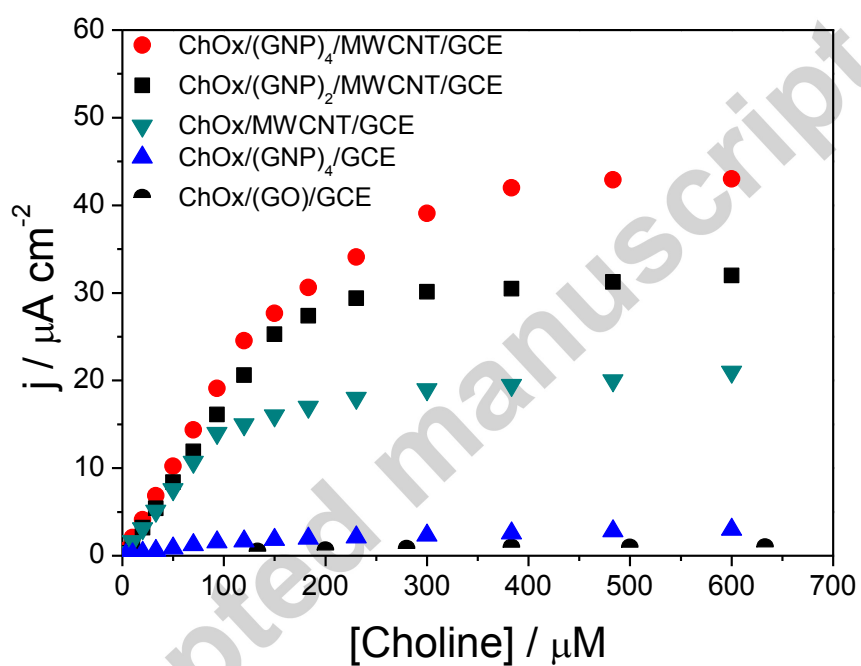 60
50
40
30
20
10
0
j / μA cm⁻²
ChOx/(GNP)₄/MWCNT/GCE
ChOx/(GNP)₂/MWCNT/GCE
ChOx/MWCNT/GCE
ChOx/(GNP)₄/GCE
ChOx/(GO)/GCE
0 100 200 300 400 500 600 700
[Choline] / μM
pted manuscript